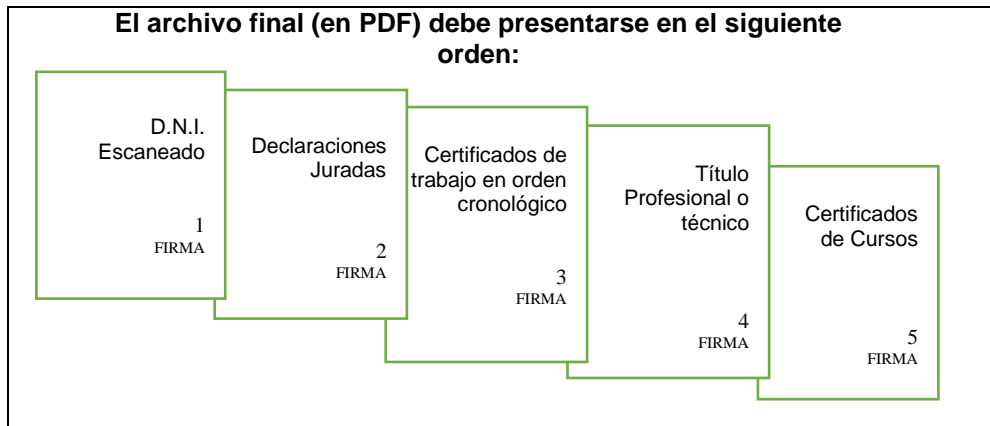 El archivo final (en PDF) debe presentarse en el siguiente
orden:
D.N.I.
Escaneado
1
FIRMA
Declaraciones
Juradas
2
FIRMA
Certificados de
trabajo en orden
cronológico
3
FIRMA
Título
Profesional o
técnico
4
FIRMA
Certificados
de Cursos
5
FIRMA